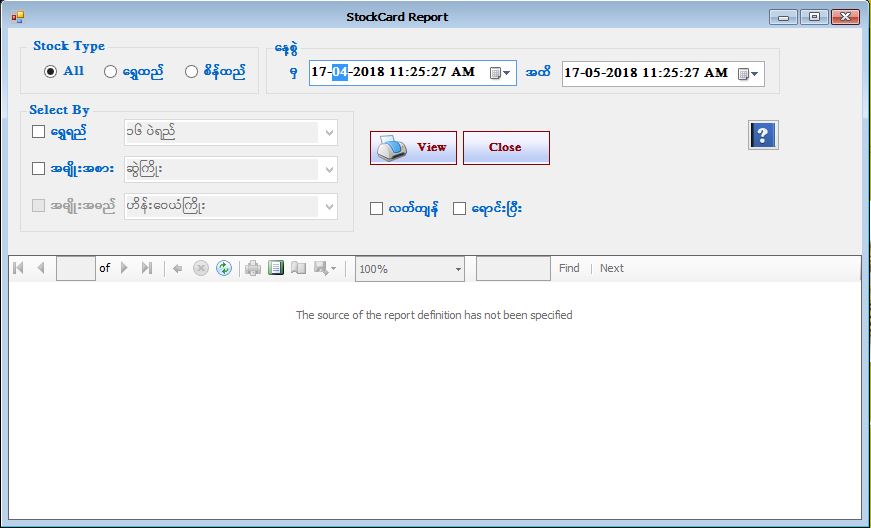 StockCard Report
Stock Type
All ရွှေထည် စိန်ထည်
နေ့စွဲ
မှ 17-04-2018 11:25:27 AM အထိ 17-05-2018 11:25:27 AM
Select By
ရွှေရည် ၁၆ ပဲရည်
အမျိုးအစား ဆွဲကြိုး
အမျိုးအမည် ဟိန်းဝေယံကြိုး
View Close
?
လက်ကျန် ရောင်းပြီး
of 100% Find Next
The source of the report definition has not been specified